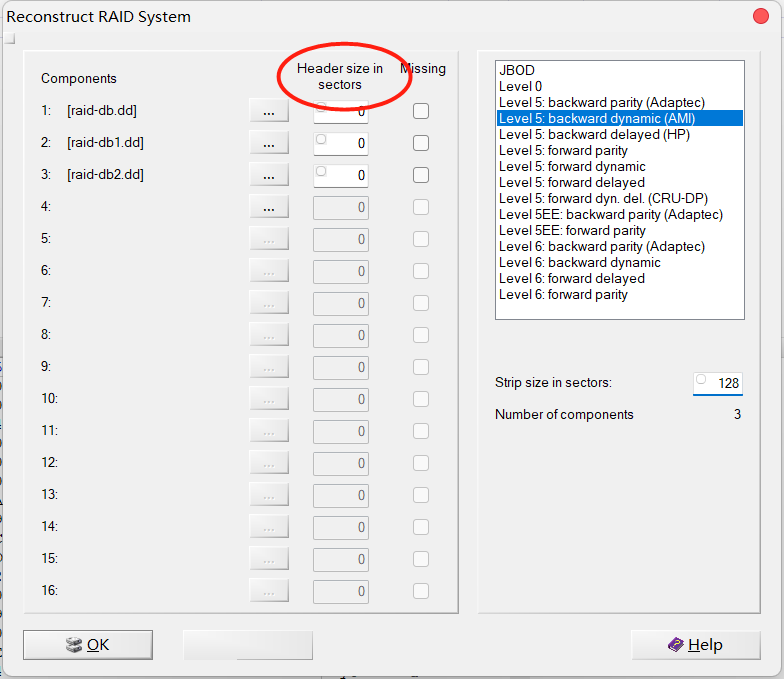 Reconstruct RAID System
Components
Header size in
sectors
Missing
1: [raid-db.dd] ... 0
2: [raid-db1.dd] ... 0
3: [raid-db2.dd] ... 0
4: ... 0
5: ... 0
6: ... 0
7: ... 0
8: ... 0
9: ... 0
10: ... 0
11: ... 0
12: ... 0
13: ... 0
14: ... 0
15: ... 0
16: ... 0
JBOD
Level 0
Level 5: backward parity (Adaptec)
Level 5: backward dynamic (AMI)
Level 5: backward delayed (HP)
Level 5: forward parity
Level 5: forward dynamic
Level 5: forward delayed
Level 5: forward dyn. del. (CRU-DP)
Level 5EE: backward parity (Adaptec)
Level 5EE: forward parity
Level 6: backward parity (Adaptec)
Level 6: backward dynamic
Level 6: forward delayed
Level 6: forward parity
Strip size in sectors: 128
Number of components 3
OK
Help